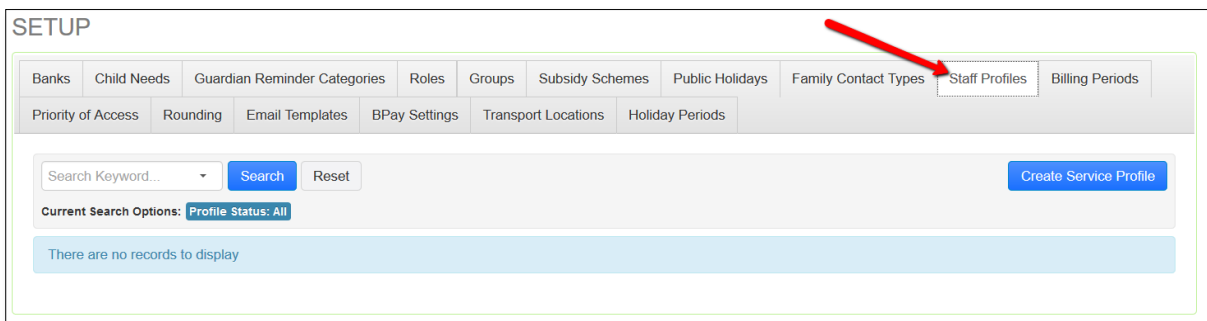 SETUP
Banks Child Needs Guardian Reminder Categories Roles Groups Subsidy Schemes Public Holidays Family Contact Types Staff Profiles Billing Periods
Priority of Access Rounding Email Templates BPay Settings Transport Locations Holiday Periods
Search Keyword... Search Reset Create Service Profile
Current Search Options: Profile Status: All
There are no records to display